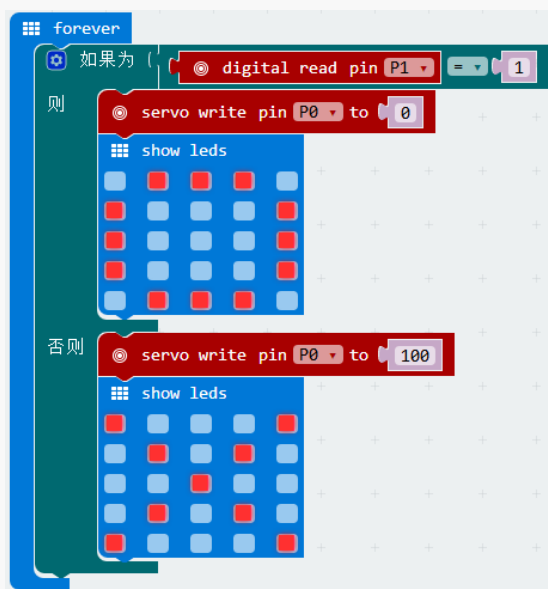 forever
如果为 ( digital read pin P1 = 1
则
servo write pin P0 to 0
show leds
否则
servo write pin P0 to 100
show leds